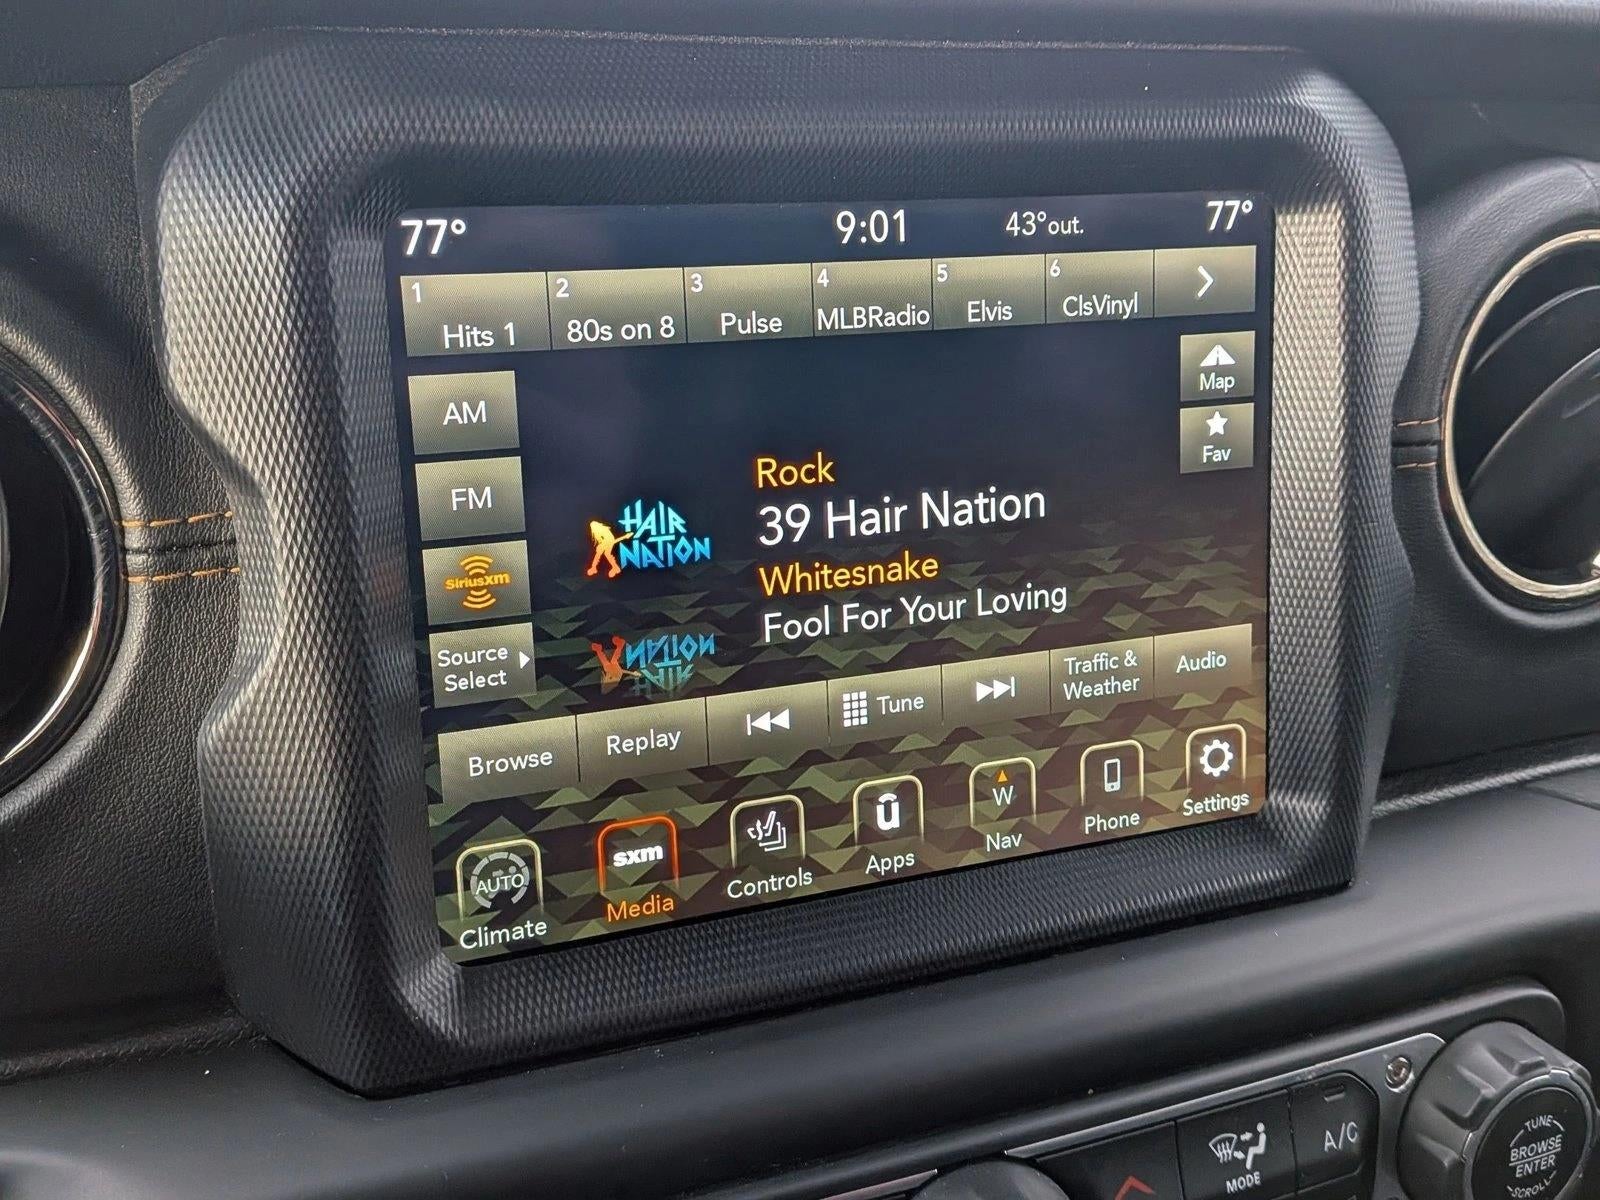 77°
9:01
43°out.
77°
1
Hits 1
2
80s on 8
3
Pulse
4
MLBRadio
5
Elvis
6
ClsVinyl
AM
FM
SiriusXM
Source
Select
Map
Fav
HAIR
NATION
Rock
39 Hair Nation
Whitesnake
Fool For Your Loving
Browse
Replay
Tune
Traffic &
Weather
Audio
AUTO
Climate
sxm
Media
Controls
u
Apps
W
Nav
Phone
Settings
MODE
A/C
TUNE
BROWSE
ENTER
SCROLL